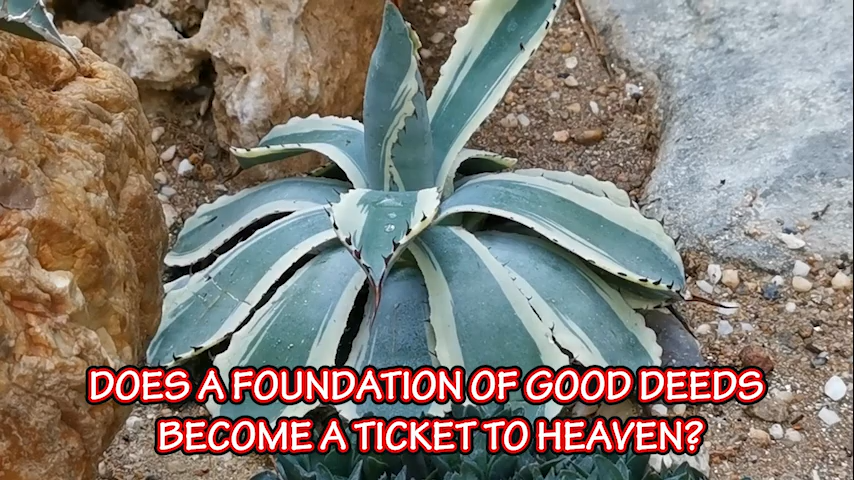 DOES A FOUNDATION OF GOOD DEEDS
BECOME A TICKET TO HEAVEN?